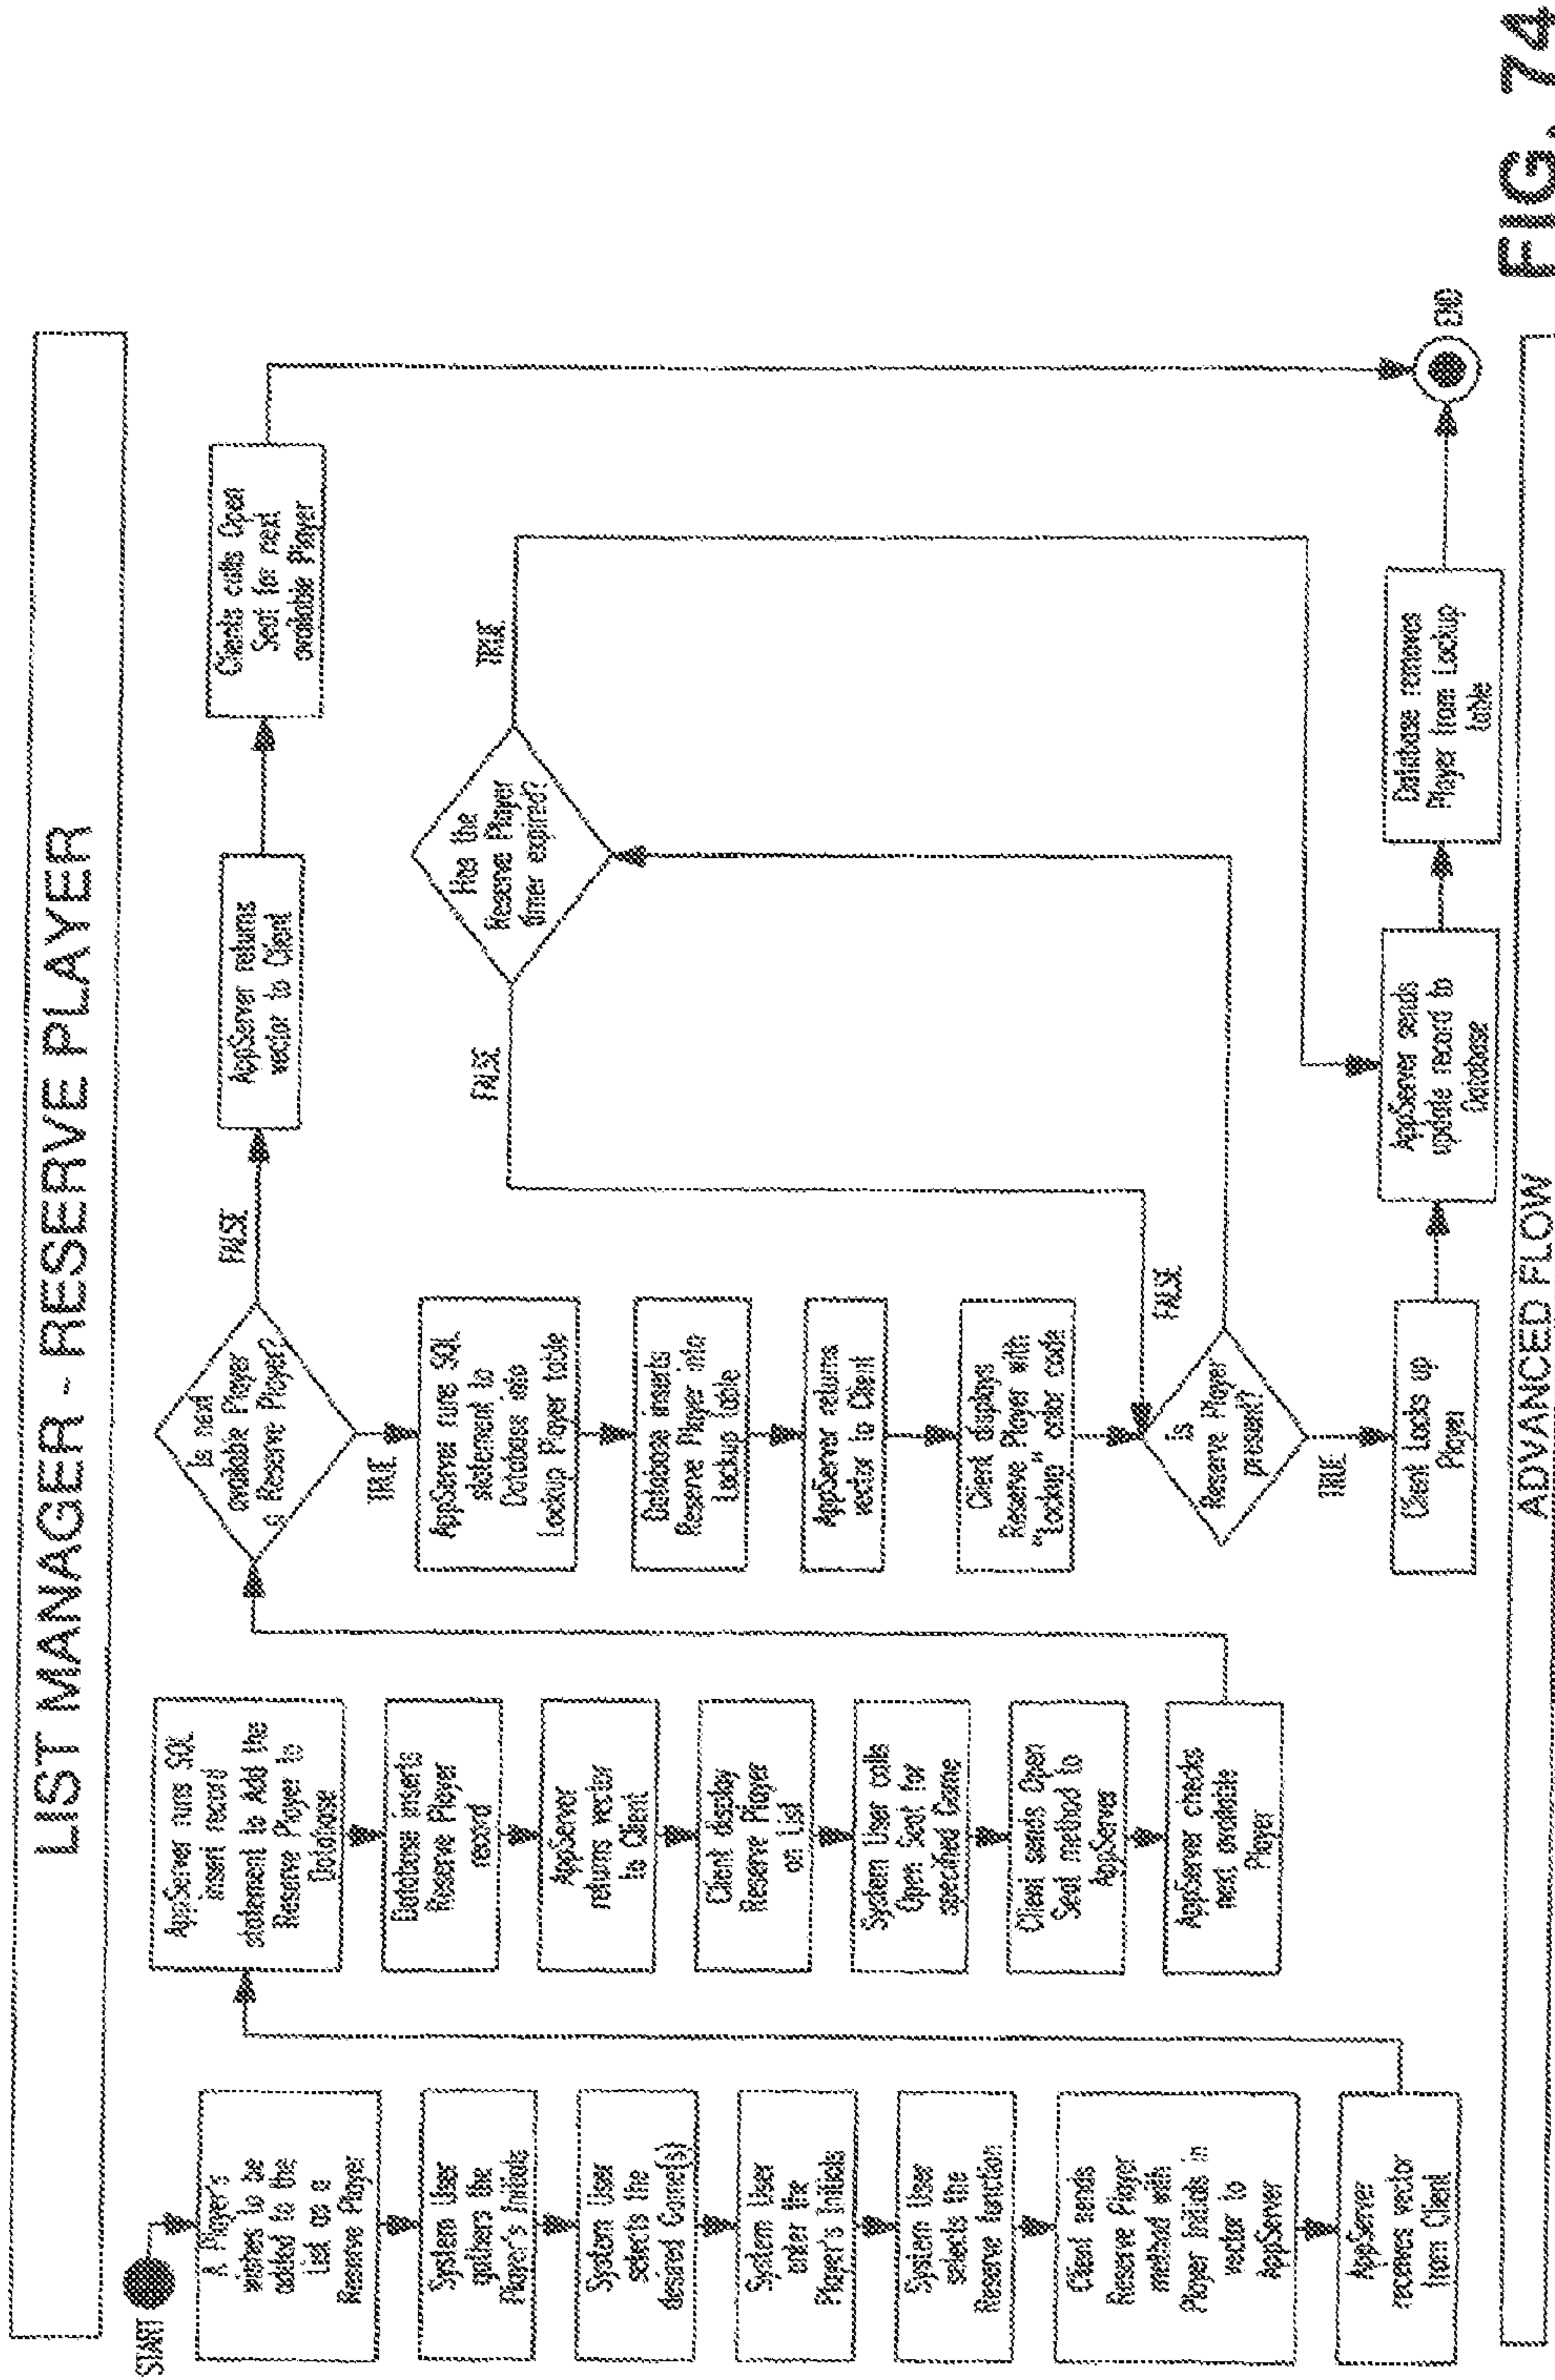 LIST MANAGER - RESERVE PLAYER
START
A Player's
wishes to be
added to the
List as a
Reserve Player
System User
gathers the
Player's Initials
System User
selects the
desired Game(s)
System User
enter the
Player's Initials
System User
selects the
Reserve function
Client sends
Reserve Player
method with
Player Initials in
vector to
AppServer
AppServer
receives vector
from Client
AppServer runs SQL
insert record
statement to Add the
Reserve Player to
Database
Database inserts
Reserve Player
record
AppServer
returns vector
to Client
Client display
Reserve Player
on List
System User calls
Open Seat for
specified Game
Client sends Open
Seat method to
AppServer
AppServer checks
next available
Player
Is next
available Player
a Reserve Player?
FALSE
TRUE
AppServer runs SQL
statement to
Database into
Lockup Player table
Database inserts
Reserve Player into
Lockup table
AppServer returns
vector to Client
Client displays
Reserve Player with
"Lockup" color code
FALSE
Is
Reserve Player
present?
TRUE
Client Locks up
Player
AppServer returns
vector to Client
Clients calls Open
Seat for next
available Player
Has the
Reserve Player
timer expired?
FALSE
TRUE
AppServer sends
update record to
Database
Database removes
Player from Lockup
table
END
ADVANCED FLOW
FIG. 74